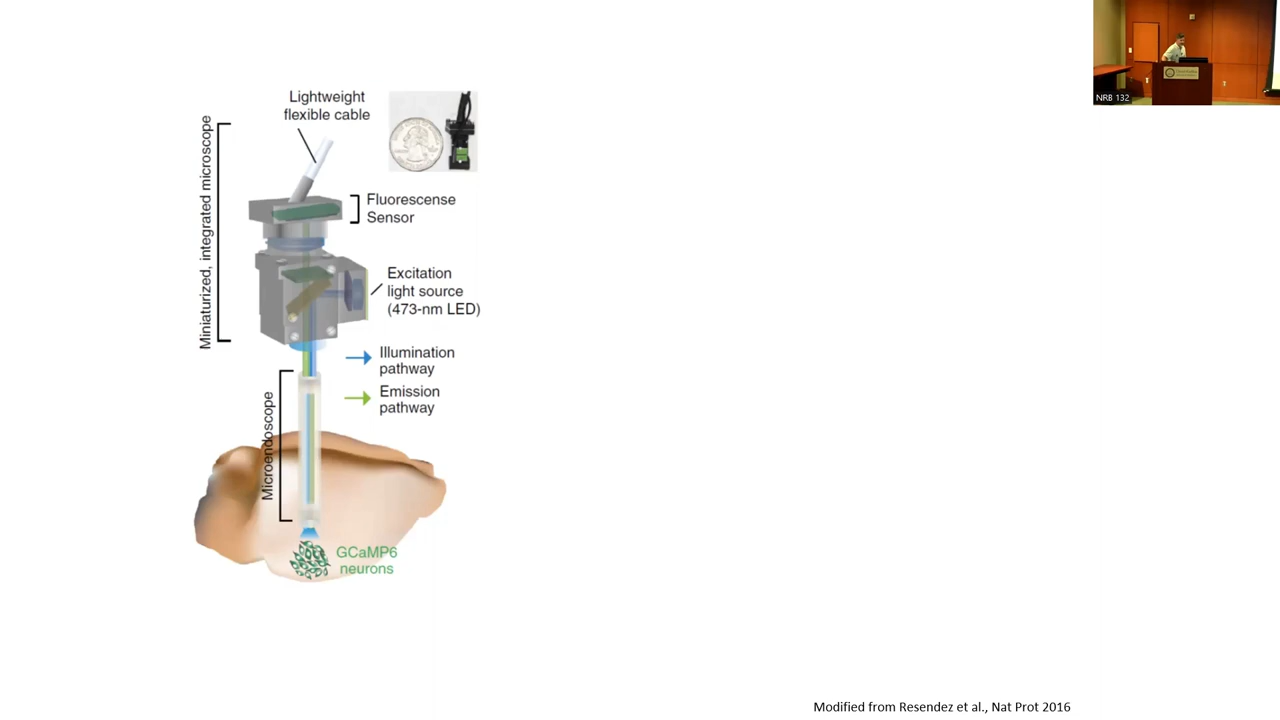 Lightweight
flexible cable
Miniaturized, integrated microscope
Fluorescense
Sensor
Excitation
light source
(473-nm LED)
Illumination
pathway
Emission
pathway
Microendoscope
GCaMP6
neurons
Modified from Resendez et al., Nat Prot 2016
NRB 132